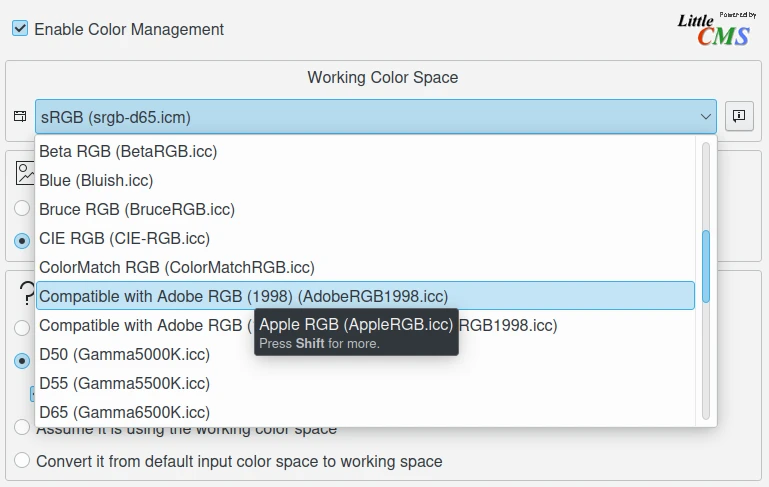 Enable Color Management
Little
Powered by
CMS
Working Color Space
sRGB (srgb-d65.icm)
Beta RGB (BetaRGB.icc)
Blue (Bluish.icc)
Bruce RGB (BruceRGB.icc)
CIE RGB (CIE-RGB.icc)
ColorMatch RGB (ColorMatchRGB.icc)
Compatible with Adobe RGB (1998) (AdobeRGB1998.icc)
Compatible with Adobe RGB ( RGB1998.icc)
Apple RGB (AppleRGB.icc)
Press Shift for more.
D50 (Gamma5000K.icc)
D55 (Gamma5500K.icc)
D65 (Gamma6500K.icc)
Assume it is using the working color space
Convert it from default input color space to working space